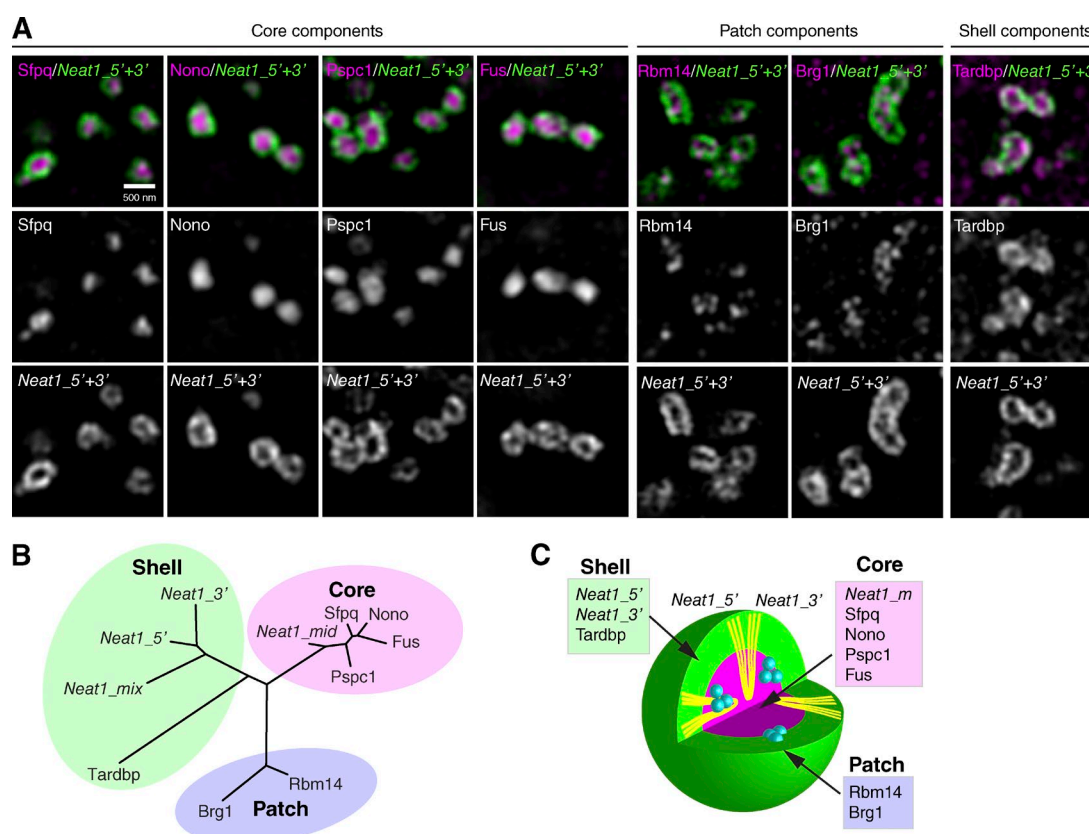 A
Core components
Patch components
Shell components
Sfpq/Neat1_5’+3’
Nono/Neat1_5’+3’
Pspc1/Neat1_5’+3’
Fus/Neat1_5’+3’
Rbm14/Neat1_5’+3’
Brg1/Neat1_5’+3’
Tardbp/Neat1_5’+3
500 nm
Sfpq
Nono
Pspc1
Fus
Rbm14
Brg1
Tardbp
Neat1_5’+3’
Neat1_5’+3’
Neat1_5’+3’
Neat1_5’+3’
Neat1_5’+3’
Neat1_5’+3’
Neat1_5’+3’
B
Shell
Neat1_3’
Neat1_5’
Neat1_mix
Tardbp
Core
Sfpq
Nono
Neat1_mid
Fus
Pspc1
Rbm14
Brg1
Patch
C
Shell
Neat1_5’
Neat1_3’
Tardbp
Neat1_5’
Neat1_3’
Core
Neat1_m
Sfpq
Nono
Pspc1
Fus
Patch
Rbm14
Brg1